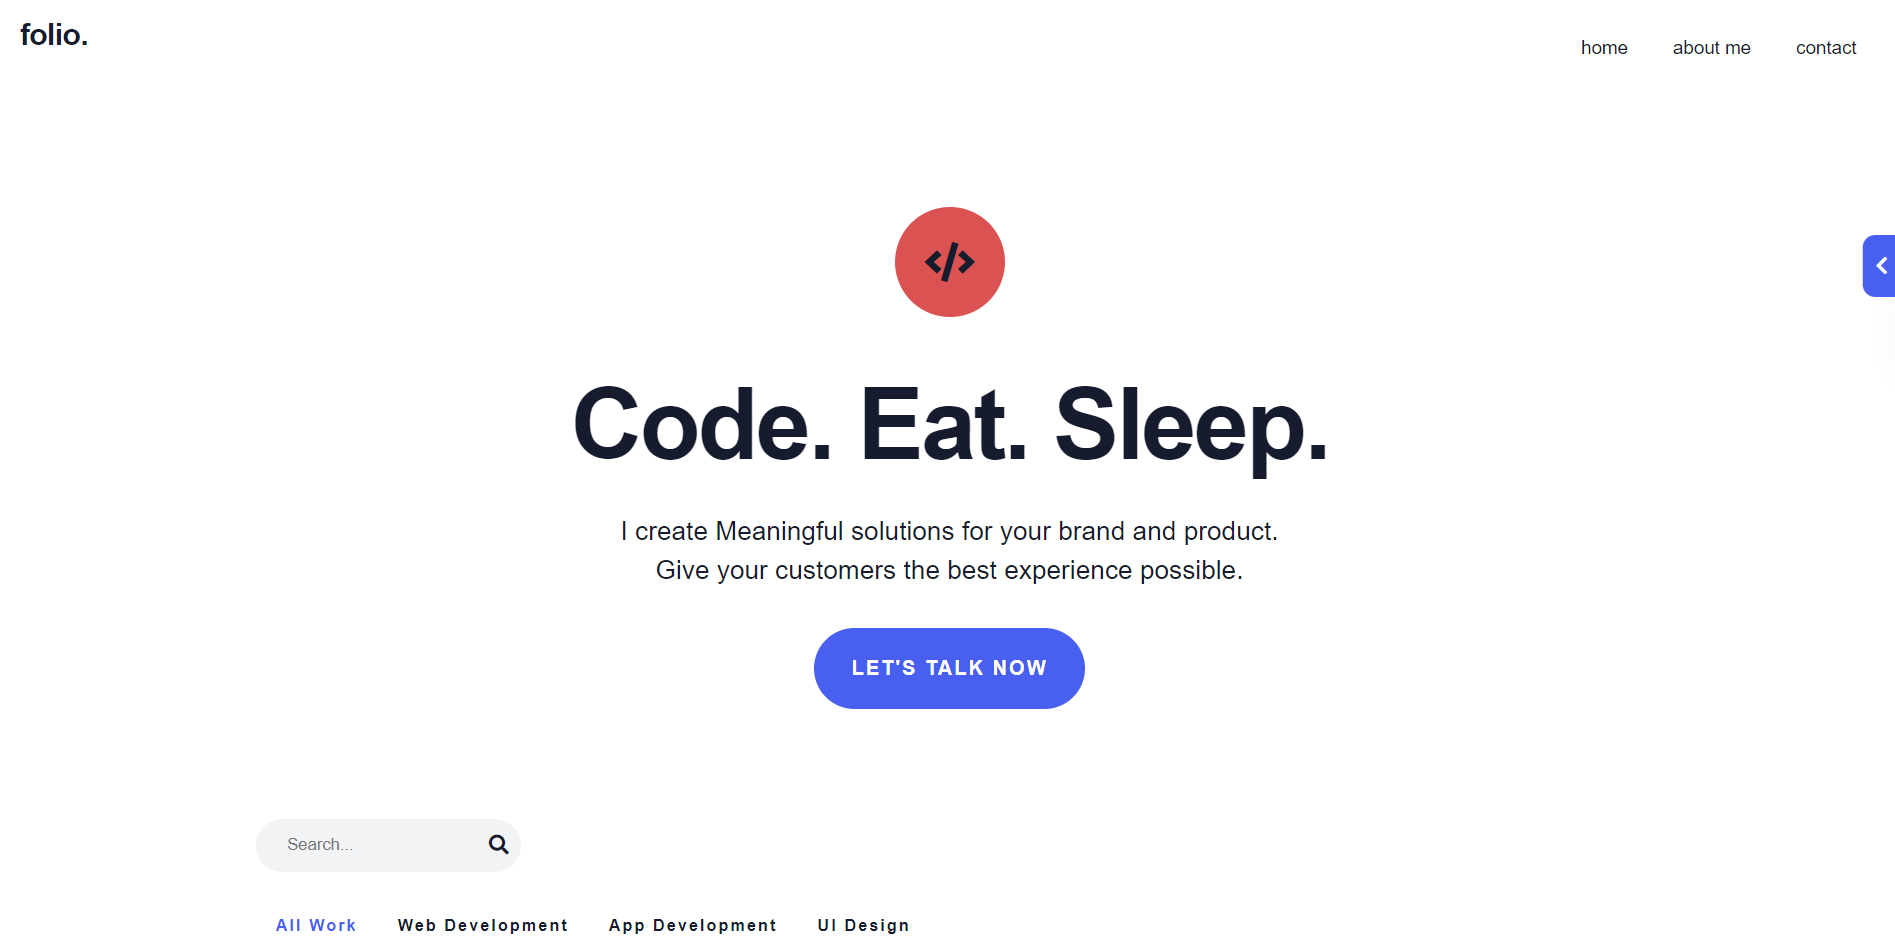 folio.
home about me contact
</>
Code. Eat. Sleep.
I create Meaningful solutions for your brand and product.
Give your customers the best experience possible.
LET'S TALK NOW
Search...
All Work Web Development App Development UI Design